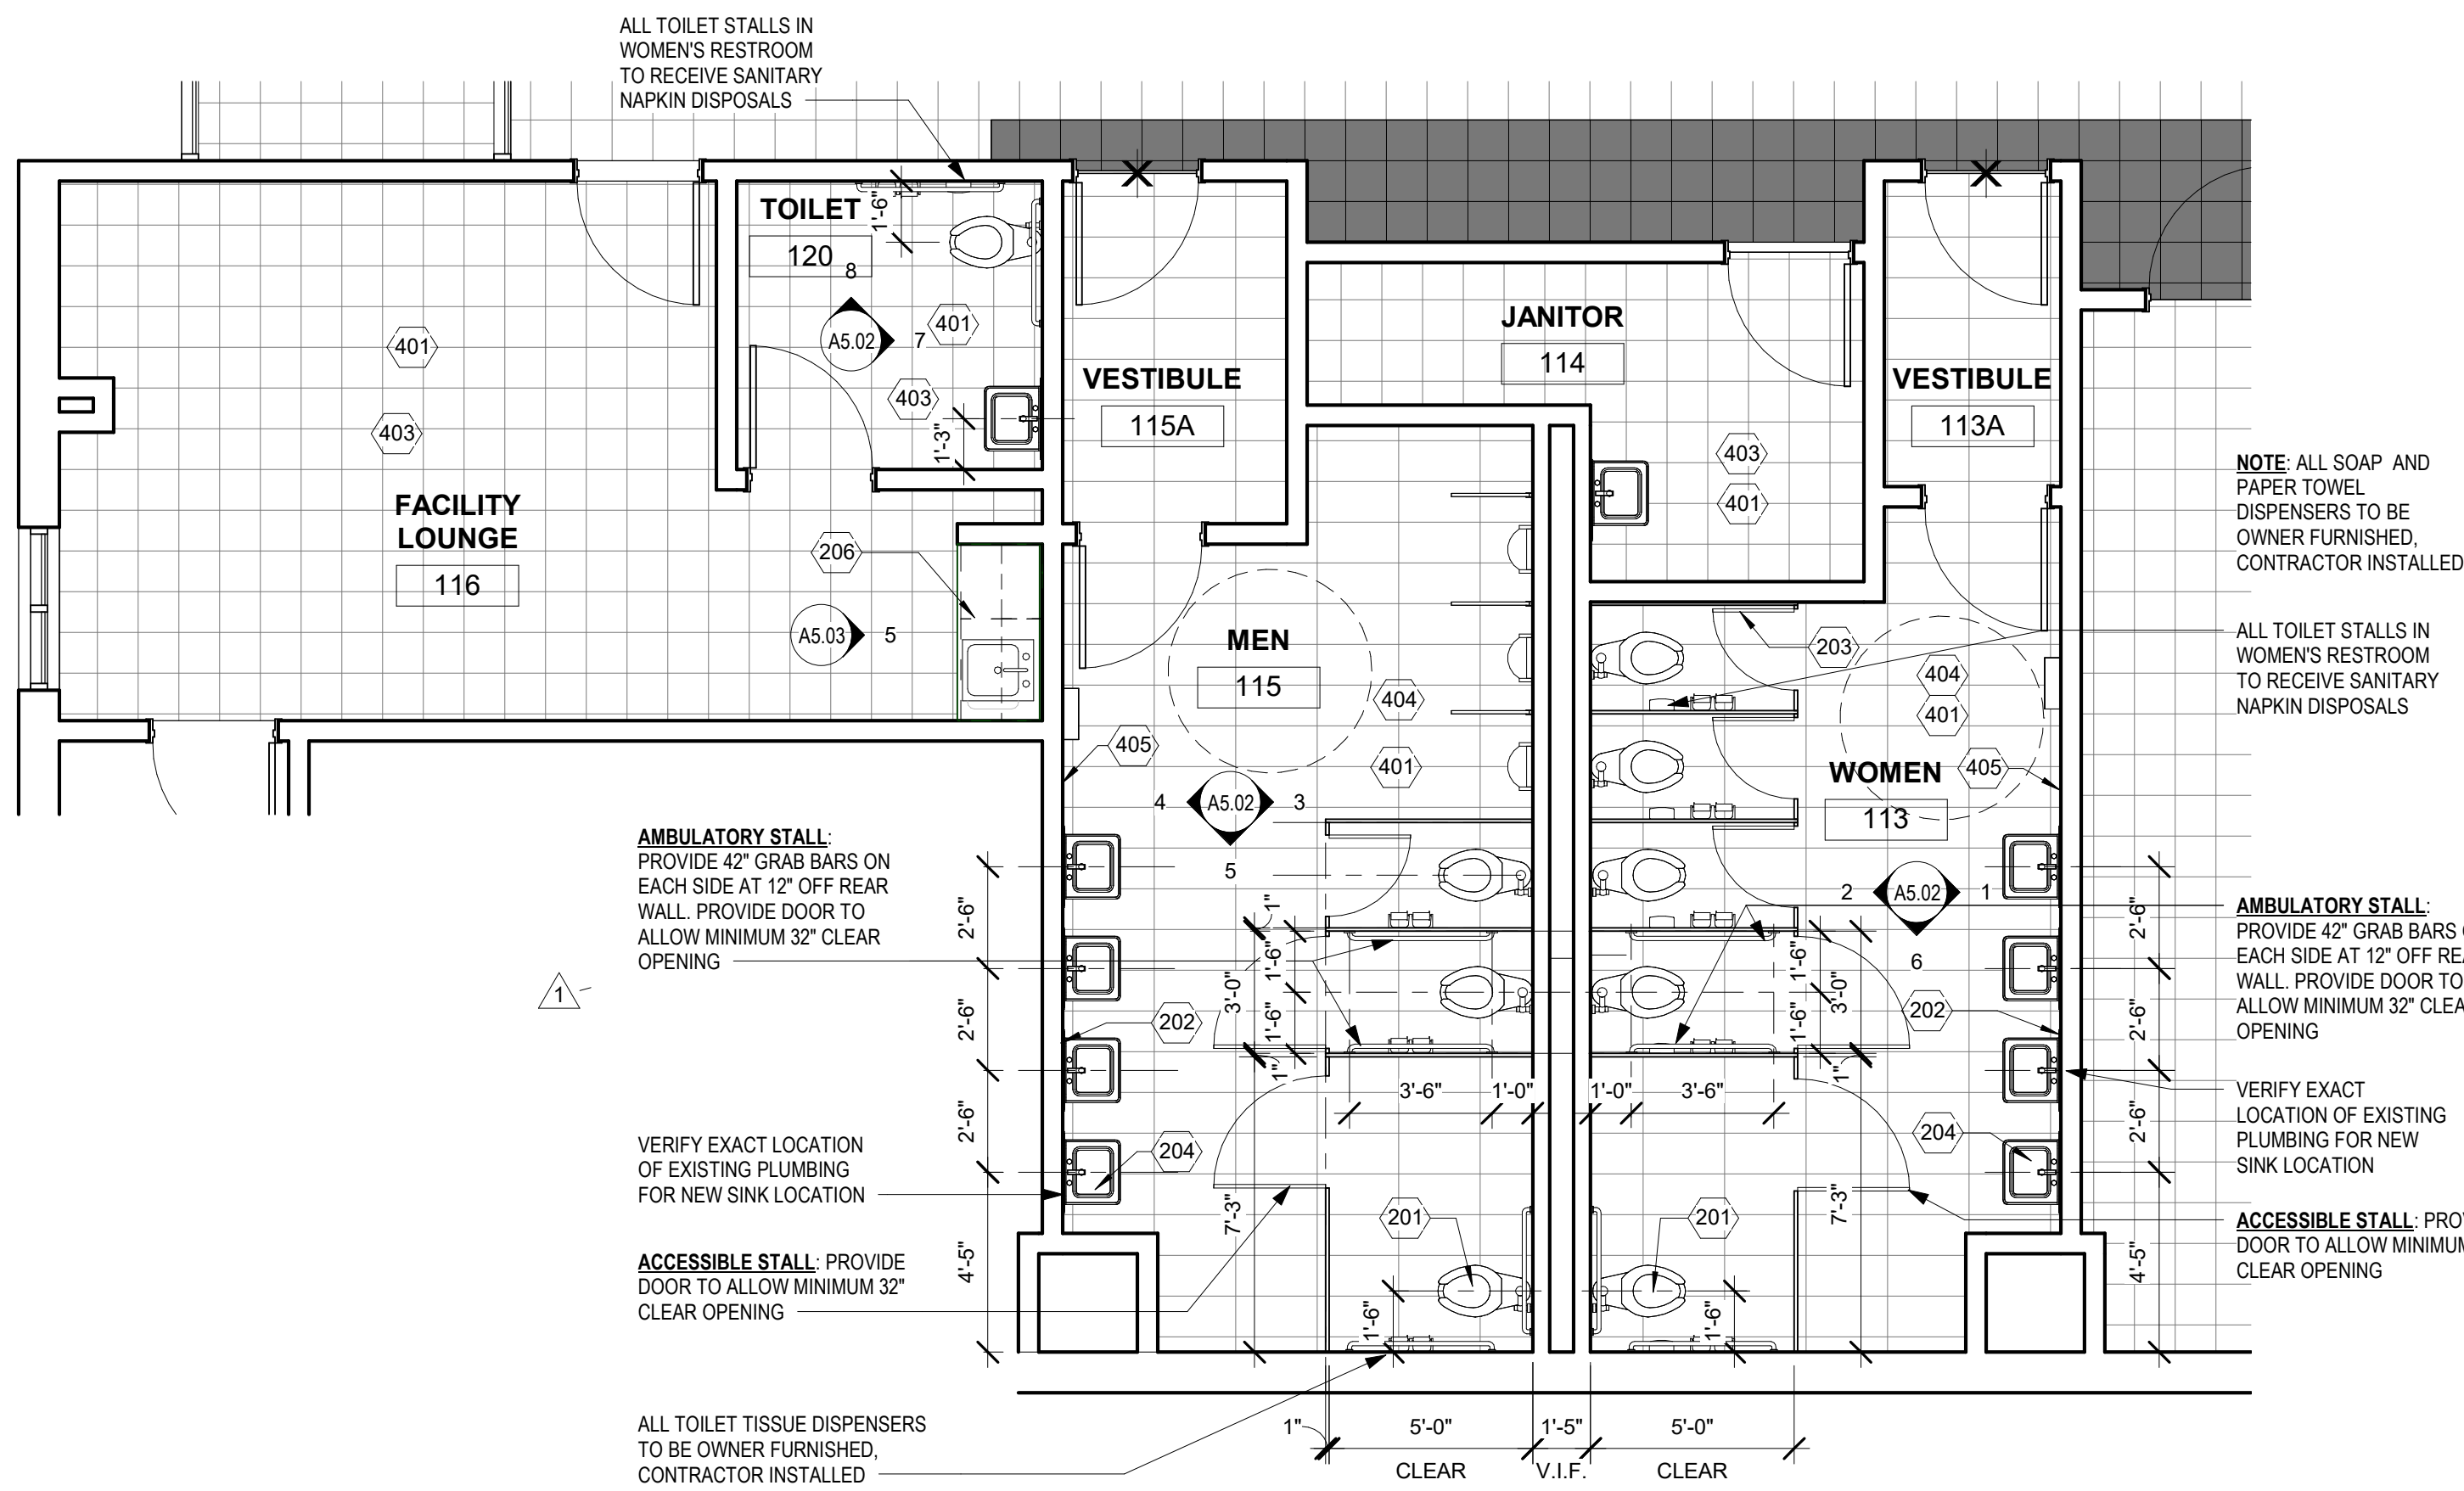 ALL TOILET STALLS IN
WOMEN'S RESTROOM
TO RECEIVE SANITARY
NAPKIN DISPOSALS
TOILET
120
1'-6"
8
A5.02
7
401
403
1'-3"
401
403
FACILITY
LOUNGE
116
206
A5.03
5
VESTIBULE
115A
JANITOR
114
403
401
VESTIBULE
113A
NOTE: ALL SOAP AND
PAPER TOWEL
DISPENSERS TO BE
OWNER FURNISHED,
CONTRACTOR INSTALLED
MEN
115
404
401
405
4
A5.02
3
5
203
404
401
WOMEN
113
405
2
A5.02
1
6
ALL TOILET STALLS IN
WOMEN'S RESTROOM
TO RECEIVE SANITARY
NAPKIN DISPOSALS
AMBULATORY STALL:
PROVIDE 42" GRAB BARS ON
EACH SIDE AT 12" OFF REAR
WALL. PROVIDE DOOR TO
ALLOW MINIMUM 32" CLEAR
OPENING
1
2'-6"
2'-6"
2'-6"
4'-5"
202
204
1"
1'-6"
3'-0"
1'-6"
1"
7'-3"
3'-6"
1'-0"
1'-0"
3'-6"
1'-6"
3'-0"
1'-6"
1"
7'-3"
202
204
201
201
1'-6"
1'-6"
2'-6"
2'-6"
2'-6"
4'-5"
AMBULATORY STALL:
PROVIDE 42" GRAB BARS
EACH SIDE AT 12" OFF
WALL. PROVIDE DOOR TO
ALLOW MINIMUM 32"
OPENING
VERIFY EXACT
LOCATION OF EXISTING
PLUMBING FOR NEW
SINK LOCATION
ACCESSIBLE STALL:
DOOR TO ALLOW
CLEAR OPENING
VERIFY EXACT LOCATION
OF EXISTING PLUMBING
FOR NEW SINK LOCATION
ACCESSIBLE STALL: PROVIDE
DOOR TO ALLOW MINIMUM 32"
CLEAR OPENING
ALL TOILET TISSUE DISPENSERS
TO BE OWNER FURNISHED,
CONTRACTOR INSTALLED
1"
5'-0"
1'-5"
5'-0"
CLEAR
V.I.F.
CLEAR